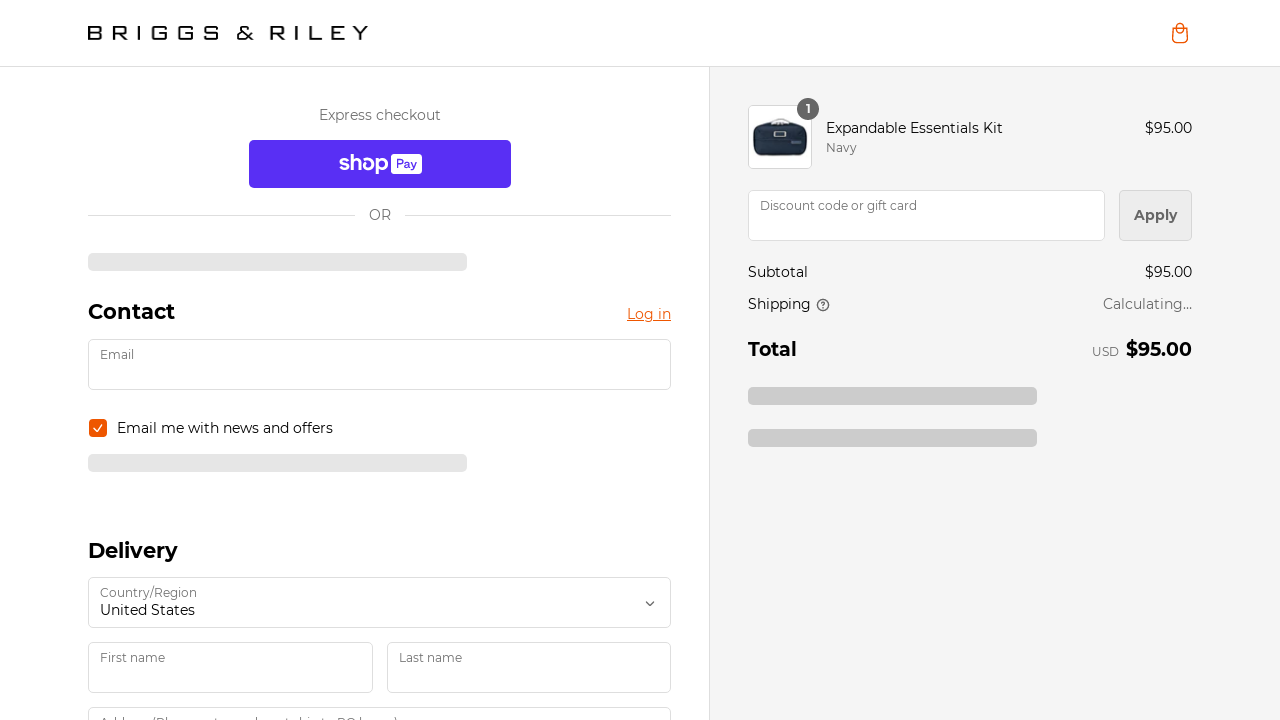 BRIGGS & RILEY
Express checkout
shop Pay
OR
Contact
Log in
Email
Email me with news and offers
Delivery
Country/Region
United States
First name
Last name
1
Expandable Essentials Kit
$95.00
Navy
Discount code or gift card
Apply
Subtotal
$95.00
Shipping
Calculating...
Total
USD $95.00